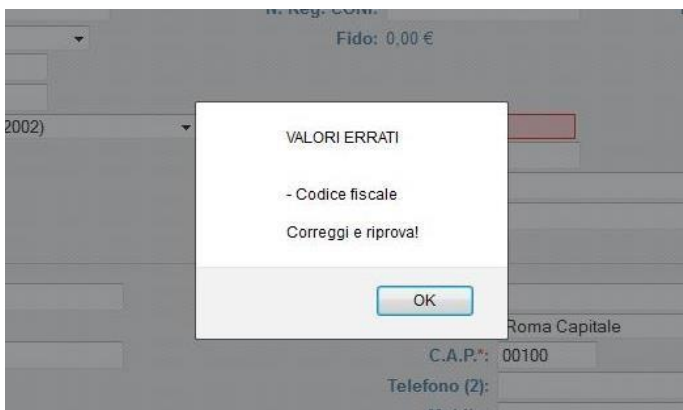 N. Reg. CONI:
Fido: 0,00 €
2002)
VALORI ERRATI
- Codice fiscale
Correggi e riprova!
OK
Roma Capitale
C.A.P.*: 00100
Telefono (2):